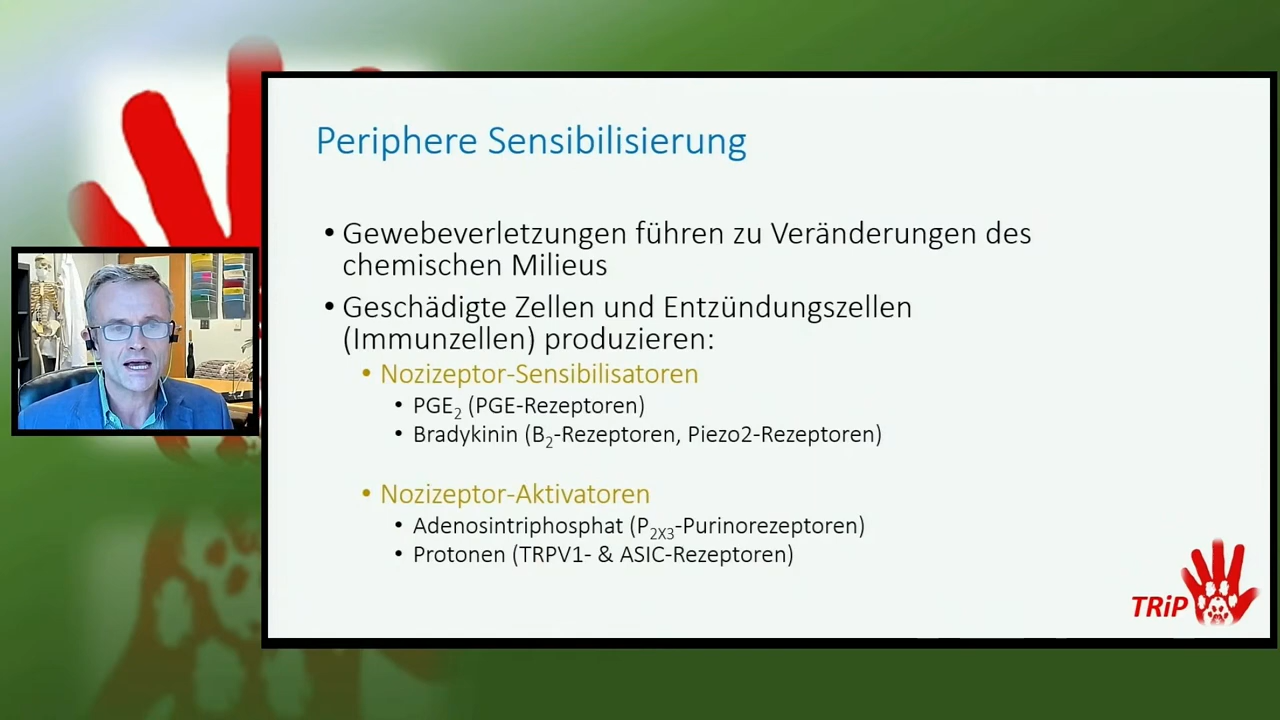 Periphere Sensibilisierung
• Gewebeverletzungen führen zu Veränderungen des
chemischen Milieus
• Geschädigte Zellen und Entzündungszellen
(Immunzellen) produzieren:
• Nozizeptor-Sensibilisatoren
• PGE₂ (PGE-Rezeptoren)
• Bradykinin (B₂-Rezeptoren, Piezo2-Rezeptoren)
• Nozizeptor-Aktivatoren
• Adenosintriphosphat (P2X3-Purinorezeptoren)
• Protonen (TRPV1- & ASIC-Rezeptoren)
TRiP